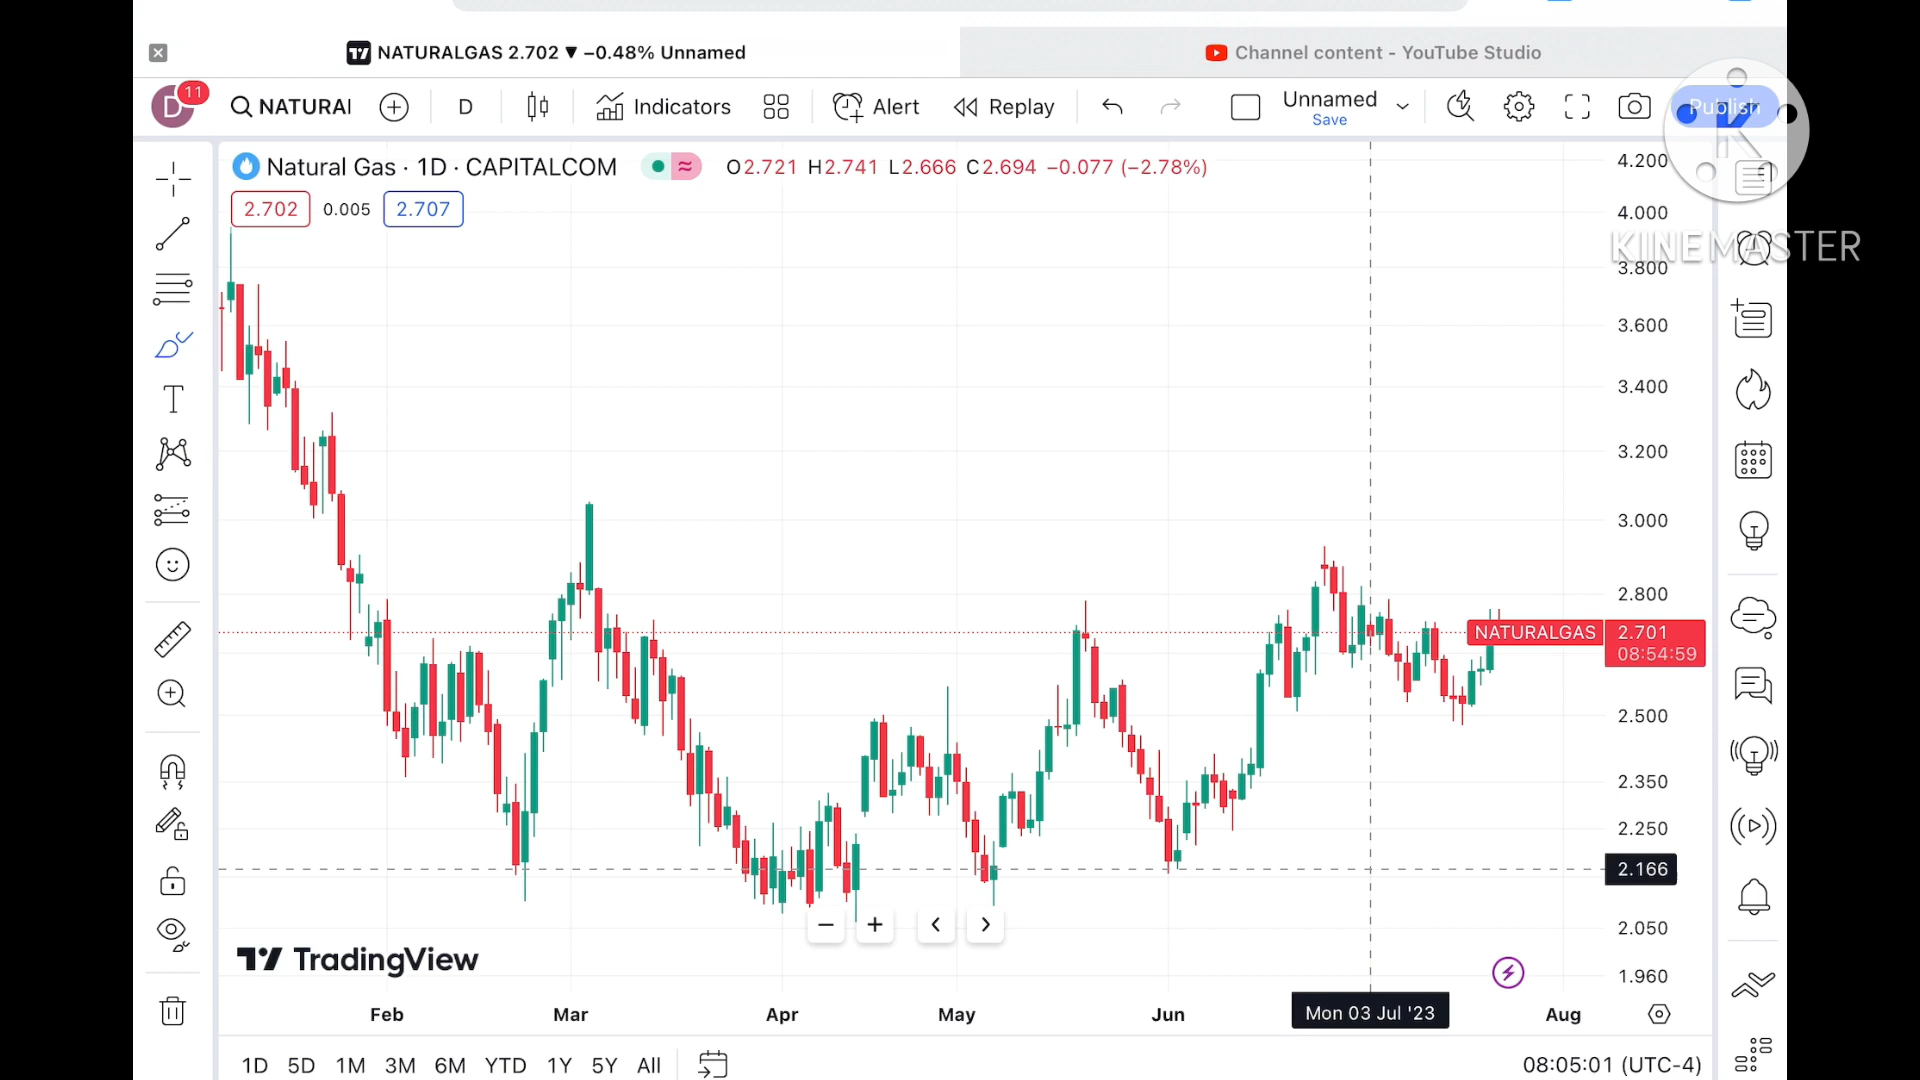 NATURALGAS 2.702 ▼ −0.48% Unnamed
Channel content - YouTube Studio
D 11 NATURAI D Indicators Alert Replay Unnamed Save Publish
K
KINEMASTER
Natural Gas · 1D · CAPITALCOM O2.721 H2.741 L2.666 C2.694 −0.077 (−2.78%)
2.702 0.005 2.707
4.200
4.000
3.800
3.600
3.400
3.200
3.000
2.800
NATURALGAS 2.701
08:54:59
2.500
2.350
2.250
2.166
2.050
1.960
TradingView
Feb Mar Apr May Jun Mon 03 Jul '23 Aug
1D 5D 1M 3M 6M YTD 1Y 5Y All 08:05:01 (UTC-4)